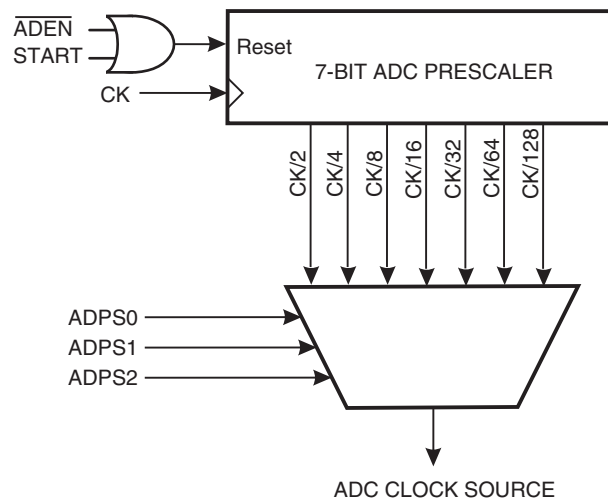 ADEN
START
Reset
7-BIT ADC PRESCALER
CK
CK/2
CK/4
CK/8
CK/16
CK/32
CK/64
CK/128
ADPS0
ADPS1
ADPS2
ADC CLOCK SOURCE